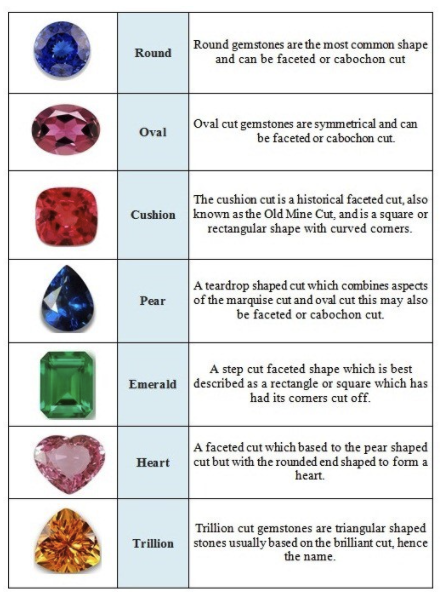 Round
Round gemstones are the most common shape
and can be faceted or cabochon cut
Oval
Oval cut gemstones are symmetrical and can
be faceted or cabochon cut.
Cushion
The cushion cut is a historical faceted cut, also
known as the Old Mine Cut, and is a square or
rectangular shape with curved corners.
Pear
A teardrop shaped cut which combines aspects
of the marquise cut and oval cut this may also
be faceted or cabochon cut.
Emerald
A step cut faceted shape which is best
described as a rectangle or square which has
had its corners cut off.
Heart
A faceted cut which based to the pear shaped
cut but with the rounded end shaped to form a
heart.
Trillion
Trillion cut gemstones are triangular shaped
stones usually based on the brilliant cut, hence
the name.